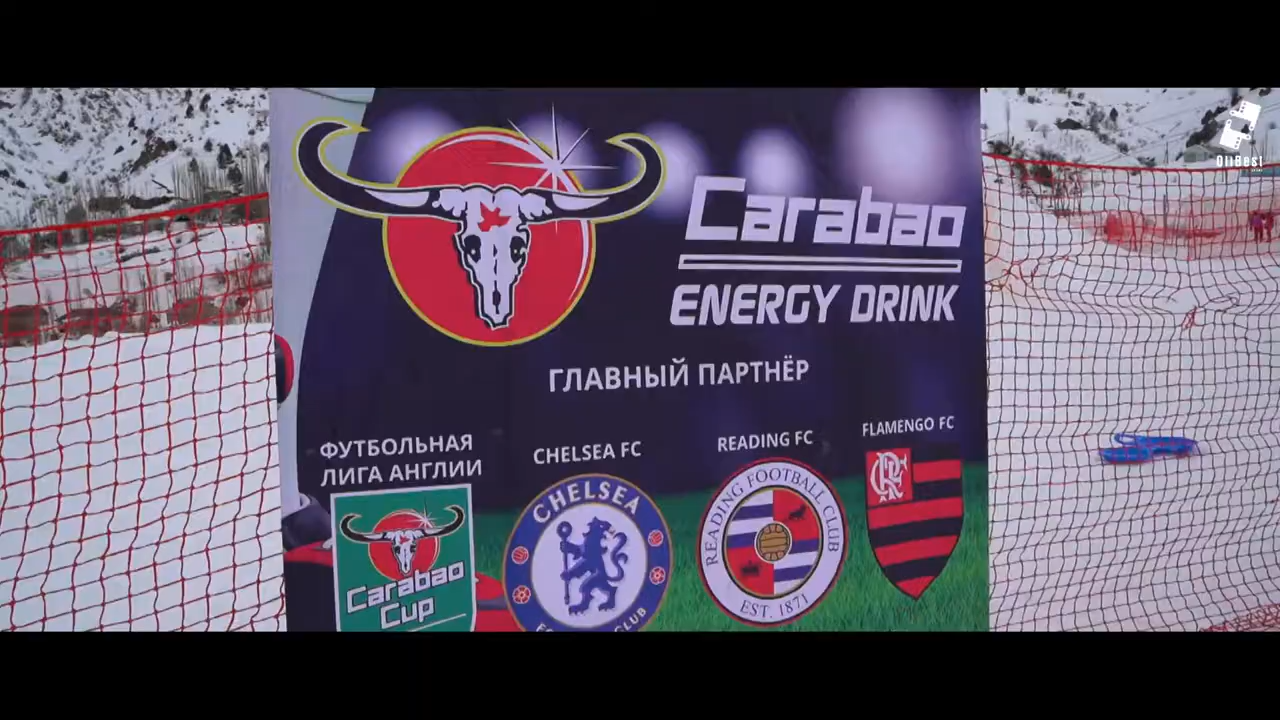 OliBest
Carabao
ENERGY DRINK
ГЛАВНЫЙ ПАРТНЁР
ФУТБОЛЬНАЯ
ЛИГА АНГЛИИ
CHELSEA FC
READING FC
FLAMENGO FC
Carabao
Cup
CHELSEA
READING FOOTBALL CLUB
EST. 1871